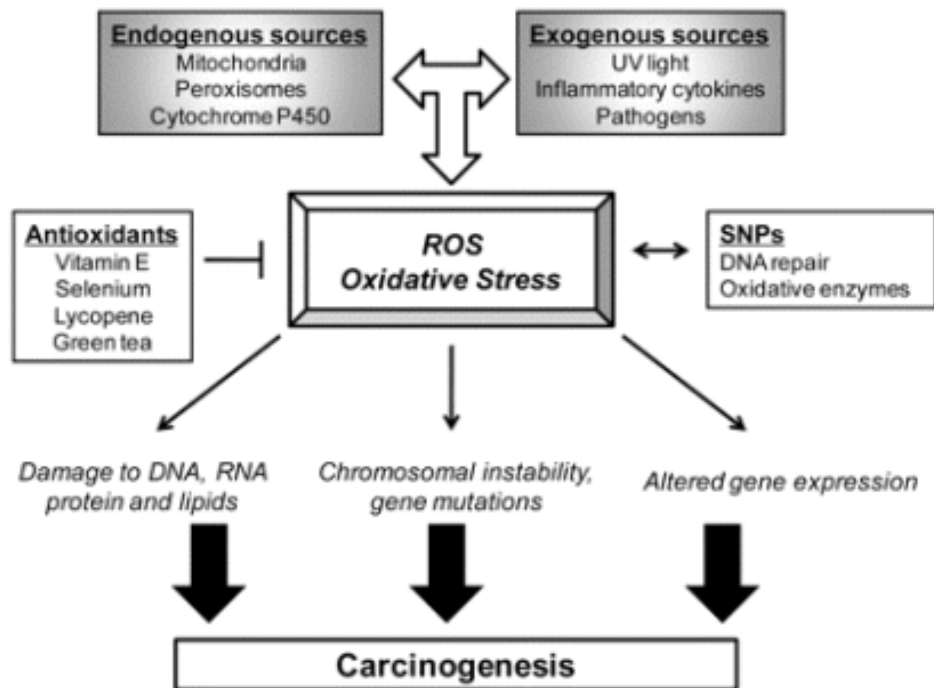 Endogenous sources
Mitochondria
Peroxisomes
Cytochrome P450
Exogenous sources
UV light
Inflammatory cytokines
Pathogens
Antioxidants
Vitamin E
Selenium
Lycopene
Green tea
ROS
Oxidative Stress
SNPs
DNA repair
Oxidative enzymes
Damage to DNA, RNA
protein and lipids
Chromosomal instability,
gene mutations
Altered gene expression
Carcinogenesis